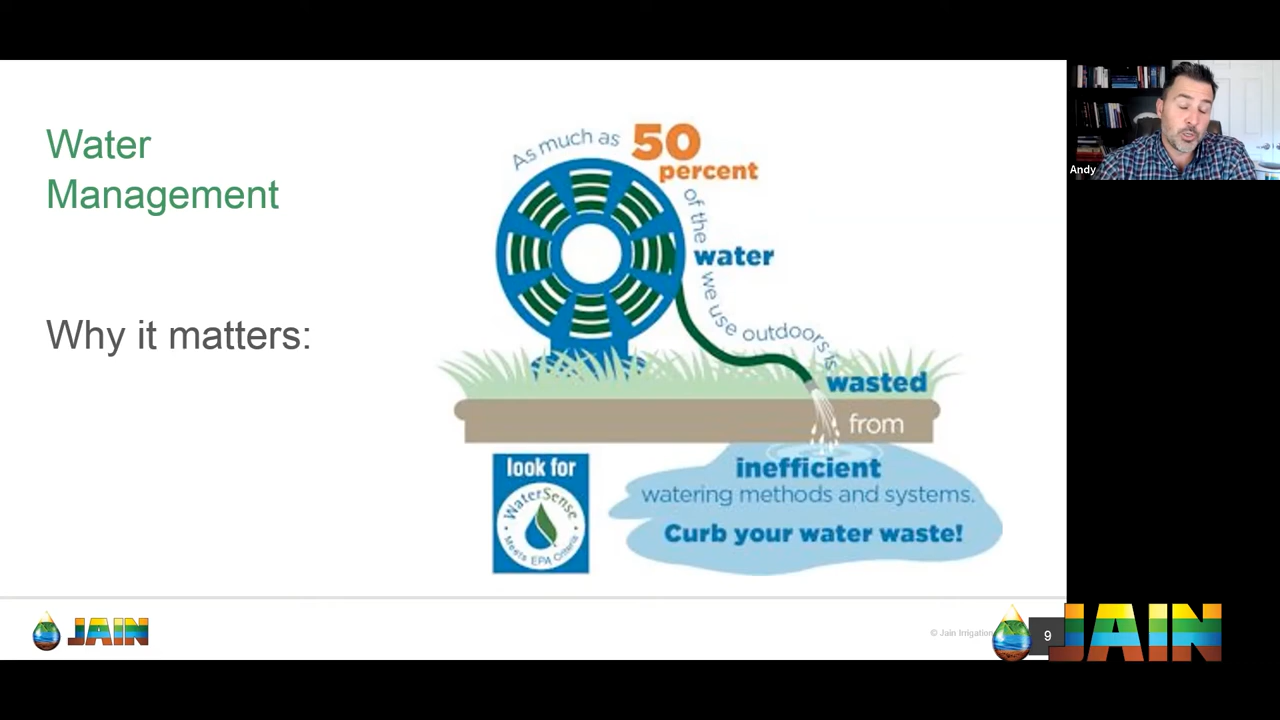 Water
Management
Why it matters:
As much as 50
percent
of the
water
we use outdoors is
wasted
from
inefficient
watering methods and systems.
Curb your water waste!
look for
WaterSense
Meets EPA Criteria
JAIN
© Jain Irrigation
9
JAIN
Andy